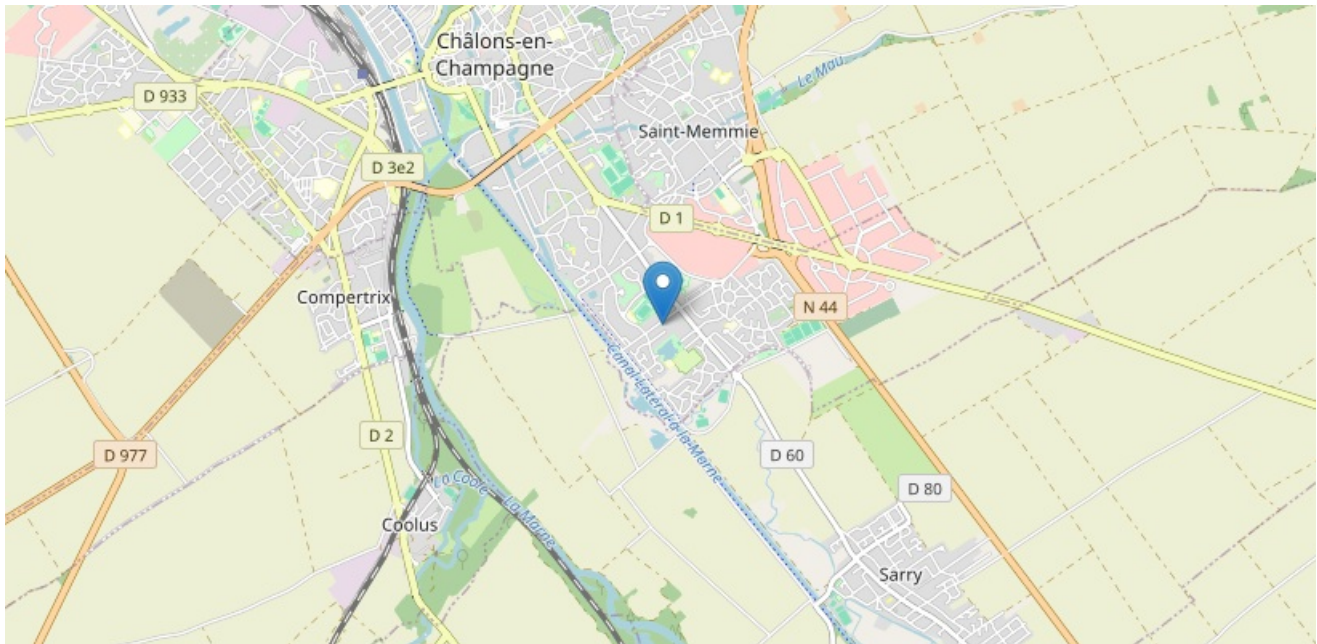 Châlons-en-
Champagne
D 933
Le Mau
Saint-Memmie
D 3e2
D 1
Compertrix
N 44
Canal Latéral à la Marne
D 2
D 977
D 60
La Coole
D 80
La Marne
Coolus
Sarry